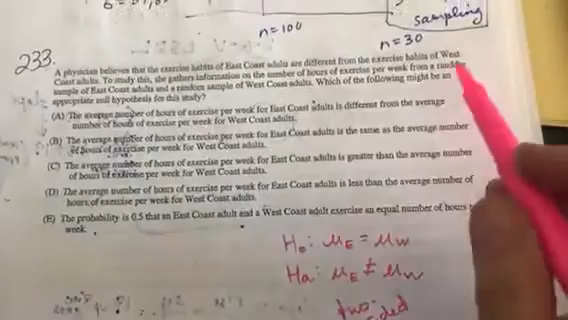 n=100
sampling
n=30
233.
A physician believes that the exercise habits of East Coast adults are different from the exercise habits of West
Coast adults. To study this, she gathers information on the number of hours of exercise per week from a random
sample of East Coast adults and a random sample of West Coast adults. Which of the following might be an
appropriate null hypothesis for this study?
(A) The average number of hours of exercise per week for East Coast adults is different from the average
number of hours of exercise per week for West Coast adults.
(B) The average number of hours of exercise per week for East Coast adults is the same as the average number
of hours of exercise per week for West Coast adults.
(C) The average number of hours of exercise per week for East Coast adults is greater than the average number
of hours of exercise per week for West Coast adults.
(D) The average number of hours of exercise per week for East Coast adults is less than the average number of
hours of exercise per week for West Coast adults.
(E) The probability is 0.5 that an East Coast adult and a West Coast adult exercise an equal number of hours
week.
H₀: μE = μW
Ha: μE ≠ μW
two-sided